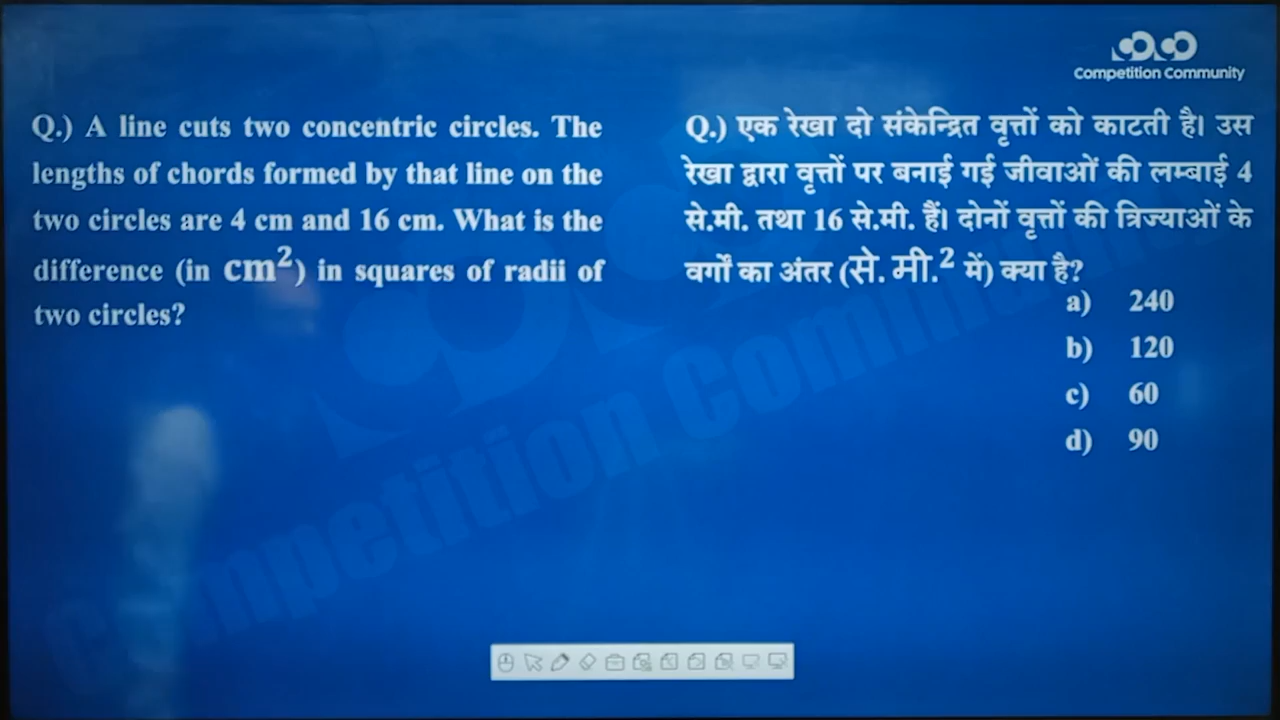 Competition Community
Q.) A line cuts two concentric circles. The
lengths of chords formed by that line on the
two circles are 4 cm and 16 cm. What is the
difference (in cm²) in squares of radii of
two circles?
Q.) एक रेखा दो संकेन्द्रित वृत्तों को काटती है। उस
रेखा द्वारा वृत्तों पर बनाई गई जीवाओं की लम्बाई 4
से.मी. तथा 16 से.मी. हैं। दोनों वृत्तों की त्रिज्याओं के
वर्गों का अंतर (से.मी.² में) क्या है?
a) 240
b) 120
c) 60
d) 90
Competition Community